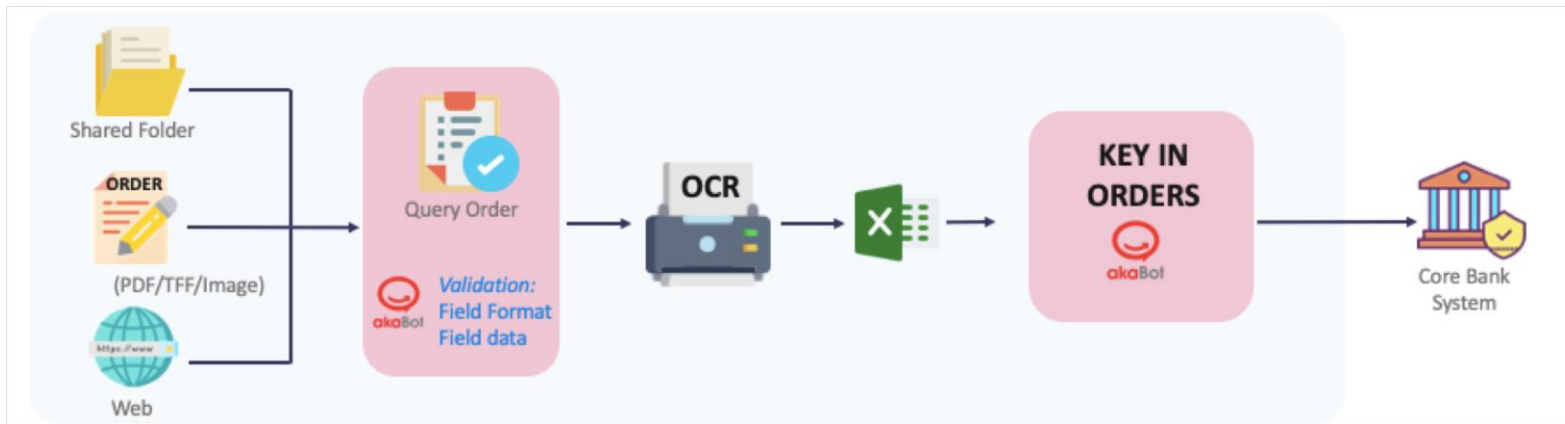 Shared Folder
ORDER
(PDF/TFF/Image)
https://www
Web
Query Order
akaBot
Validation:
Field Format
Field data
OCR
X
KEY IN
ORDERS
akaBot
Core Bank
System